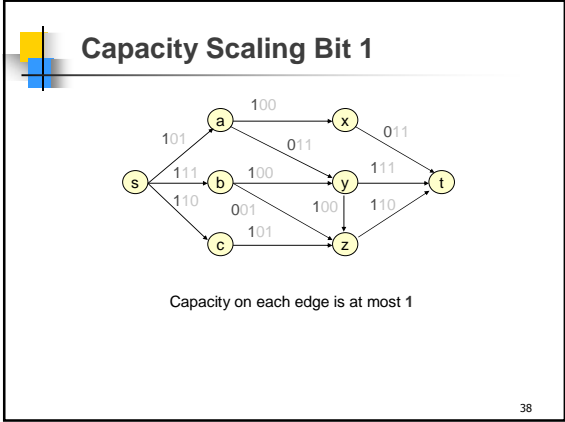 Capacity Scaling Bit 1
100
a
x
101
011
011
s
111
b
100
y
111
t
110
001
100
110
c
101
z
Capacity on each edge is at most 1
38